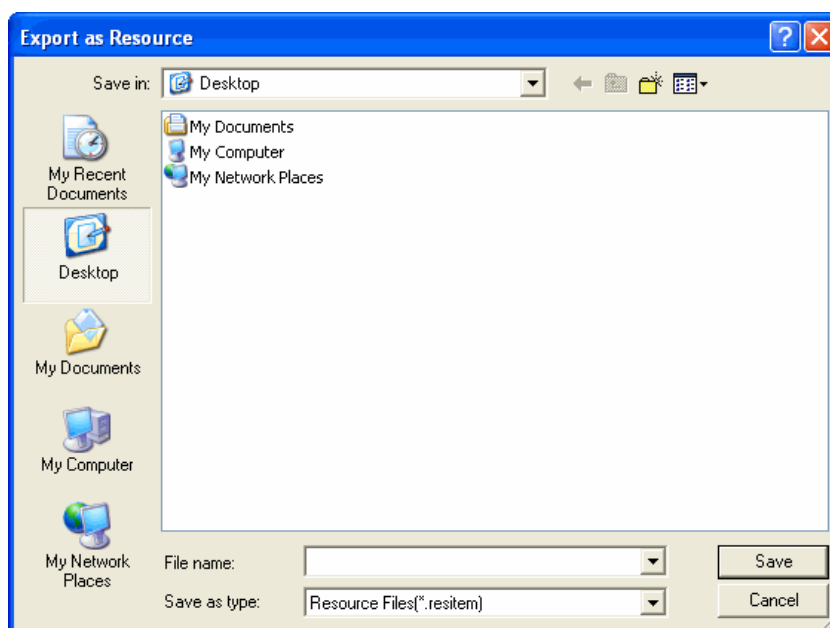 Export as Resource
Save in:
Desktop
My Documents
My Computer
My Network Places
My Recent
Documents
Desktop
My Documents
My Computer
My Network
Places
File name:
Save
Save as type:
Resource Files(*.resitem)
Cancel